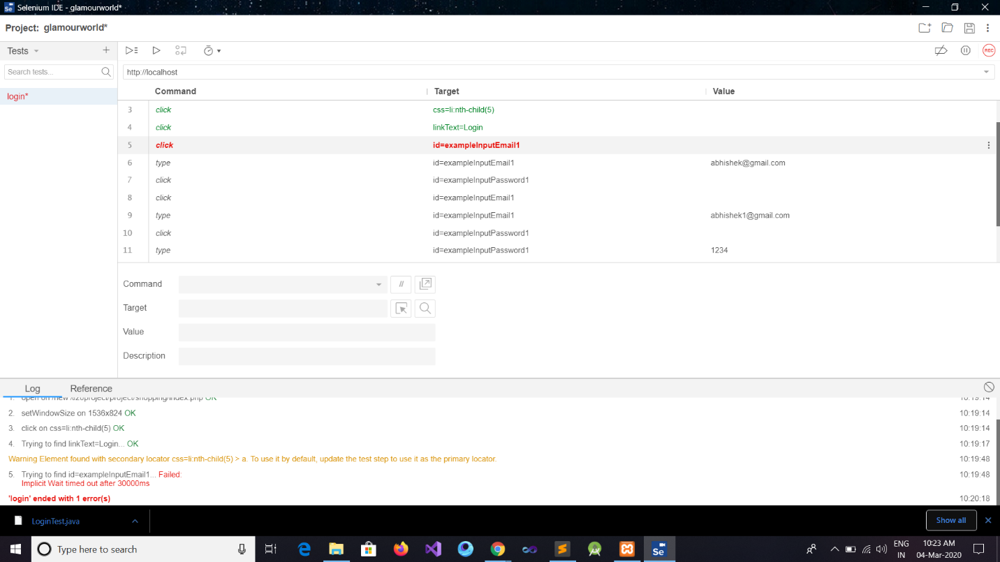 Se Selenium IDE - glamourworld*
Project: glamourworld*
Tests
Search tests...
login*
REC
http://localhost
Command Target Value
3 click css=li:nth-child(5)
4 click linkText=Login
5 click id=exampleInputEmail1
6 type id=exampleInputEmail1 abhishek@gmail.com
7 click id=exampleInputPassword1
8 click id=exampleInputEmail1
9 type id=exampleInputEmail1 abhishek1@gmail.com
10 click id=exampleInputPassword1
11 type id=exampleInputPassword1 1234
Command //
Target
Value
Description
Log Reference
1. open on /new%20project/project/shopping/index.php OK 10:19:14
2. setWindowSize on 1536x824 OK 10:19:14
3. click on css=li:nth-child(5) OK 10:19:14
4. Trying to find linkText=Login... OK 10:19:17
Warning Element found with secondary locator css=li:nth-child(5) > a. To use it by default, update the test step to use it as the primary locator. 10:19:48
5. Trying to find id=exampleInputEmail1... Failed: 10:19:48
Implicit Wait timed out after 30000ms
'login' ended with 1 error(s) 10:20:18
LoginTest.java Show all
Type here to search
Se
ENG
IN
10:23 AM
04-Mar-2020